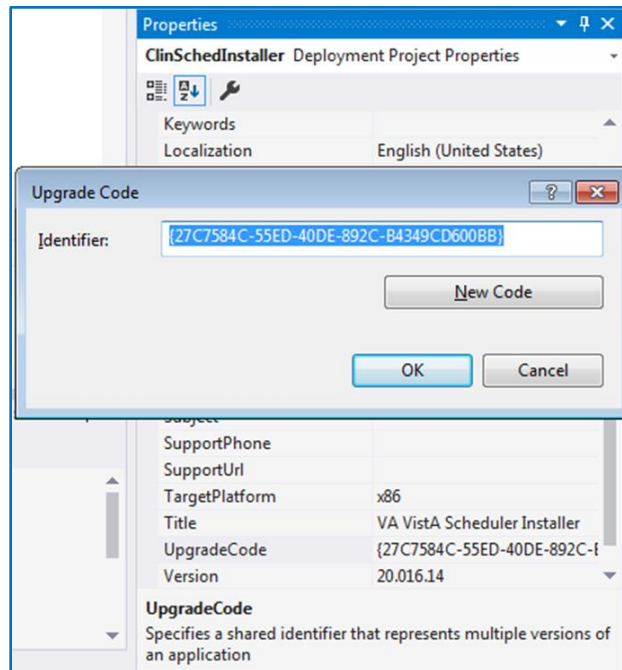 Properties
ClinSchedInstaller Deployment Project Properties
Keywords
Localization English (United States)
Upgrade Code
Identifier: {27C7584C-55ED-40DE-892C-B4349CD600BB}
New Code
OK Cancel
Subject
SupportPhone
SupportUrl
TargetPlatform x86
Title VA VistA Scheduler Installer
UpgradeCode {27C7584C-55ED-40DE-892C-E
Version 20.016.14
UpgradeCode
Specifies a shared identifier that represents multiple versions of
an application